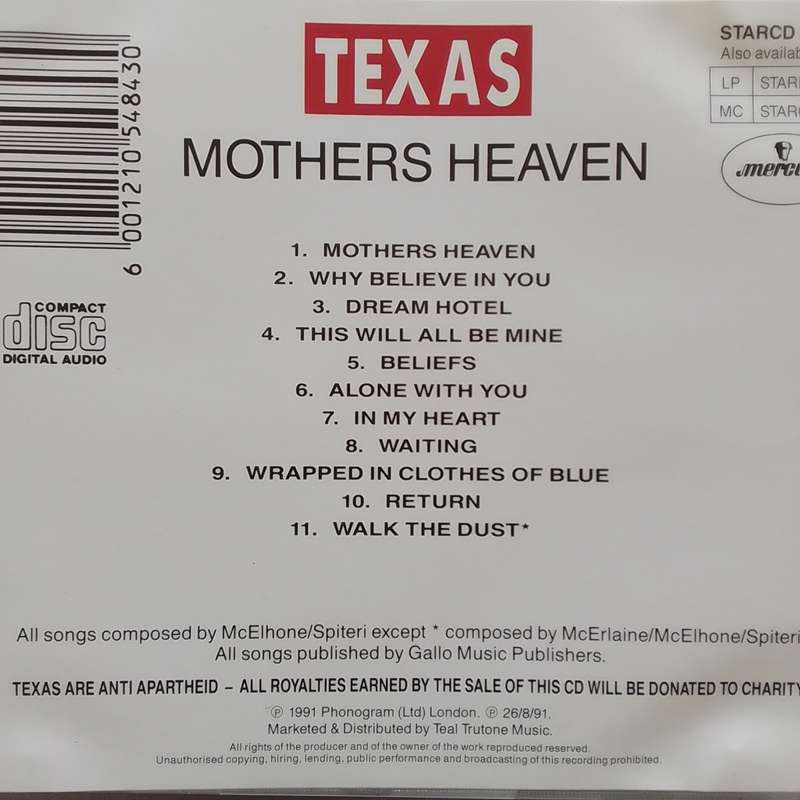 6 001210 548430
TEXAS
MOTHERS HEAVEN
STARCD
Also
LP
MC
COMPACT
disc
DIGITAL AUDIO
1. MOTHERS HEAVEN
2. WHY BELIEVE IN YOU
3. DREAM HOTEL
4. THIS WILL ALL BE MINE
5. BELIEFS
6. ALONE WITH YOU
7. IN MY HEART
8. WAITING
9. WRAPPED IN CLOTHES OF BLUE
10. RETURN
11. WALK THE DUST*
All songs composed by McElhone/Spiteri except * composed by McErlaine/McElhone/Spiteri
All songs published by Gallo Music Publishers.
TEXAS ARE ANTI APARTHEID – ALL ROYALTIES EARNED BY THE SALE OF THIS CD WILL BE DONATED TO CHARITY
℗ 1991 Phonogram (Ltd) London. ℗ 26/8/91.
Marketed & Distributed by Teal Trutone Music.
All rights of the producer and of the owner of the work reproduced reserved.
Unauthorised copying, hiring, lending, public performance and broadcasting of this recording prohibited.